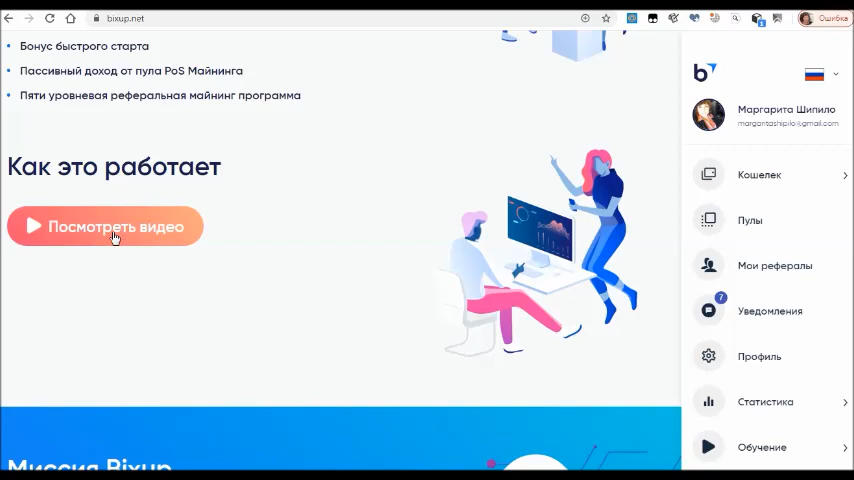 bixup.net
Ошибка
Бонус быстрого старта
Пассивный доход от пула PoS Майнинга
Пяти уровневая реферальная майнинг программа
Как это работает
Посмотреть видео
Миссия Bixup
b
Маргарита Шипило
margaritashipilo@gmail.com
Кошелек
Пулы
Мои рефералы
7
Уведомления
Профиль
Статистика
Обучение